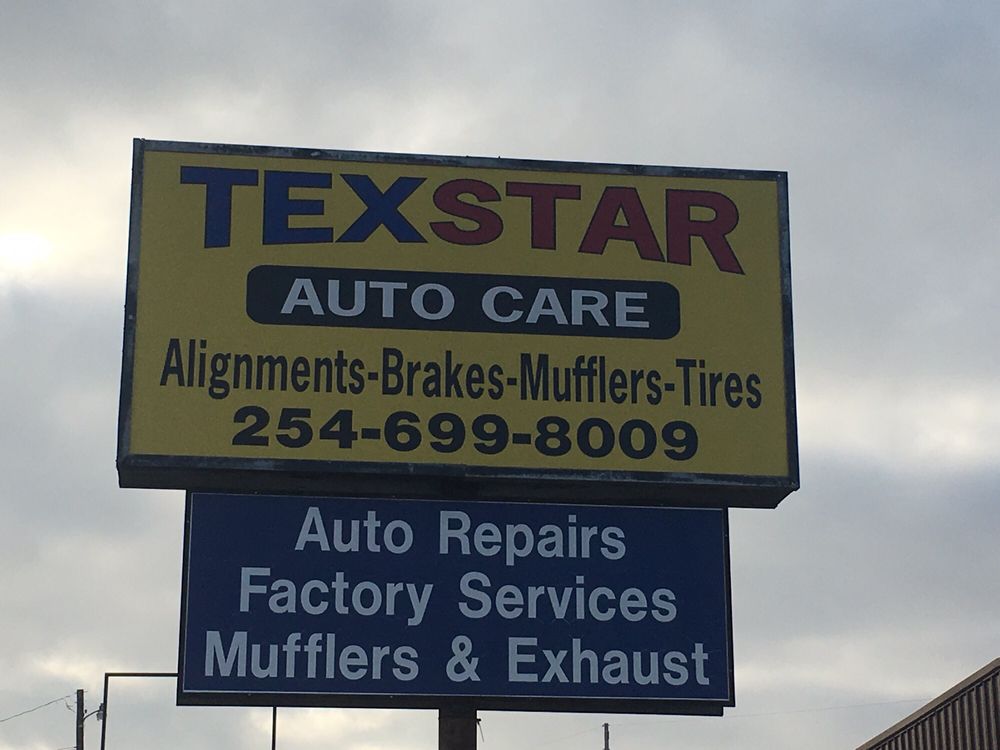 TEXSTAR
AUTO CARE
Alignments-Brakes-Mufflers-Tires
254-699-8009
Auto Repairs
Factory Services
Mufflers & Exhaust